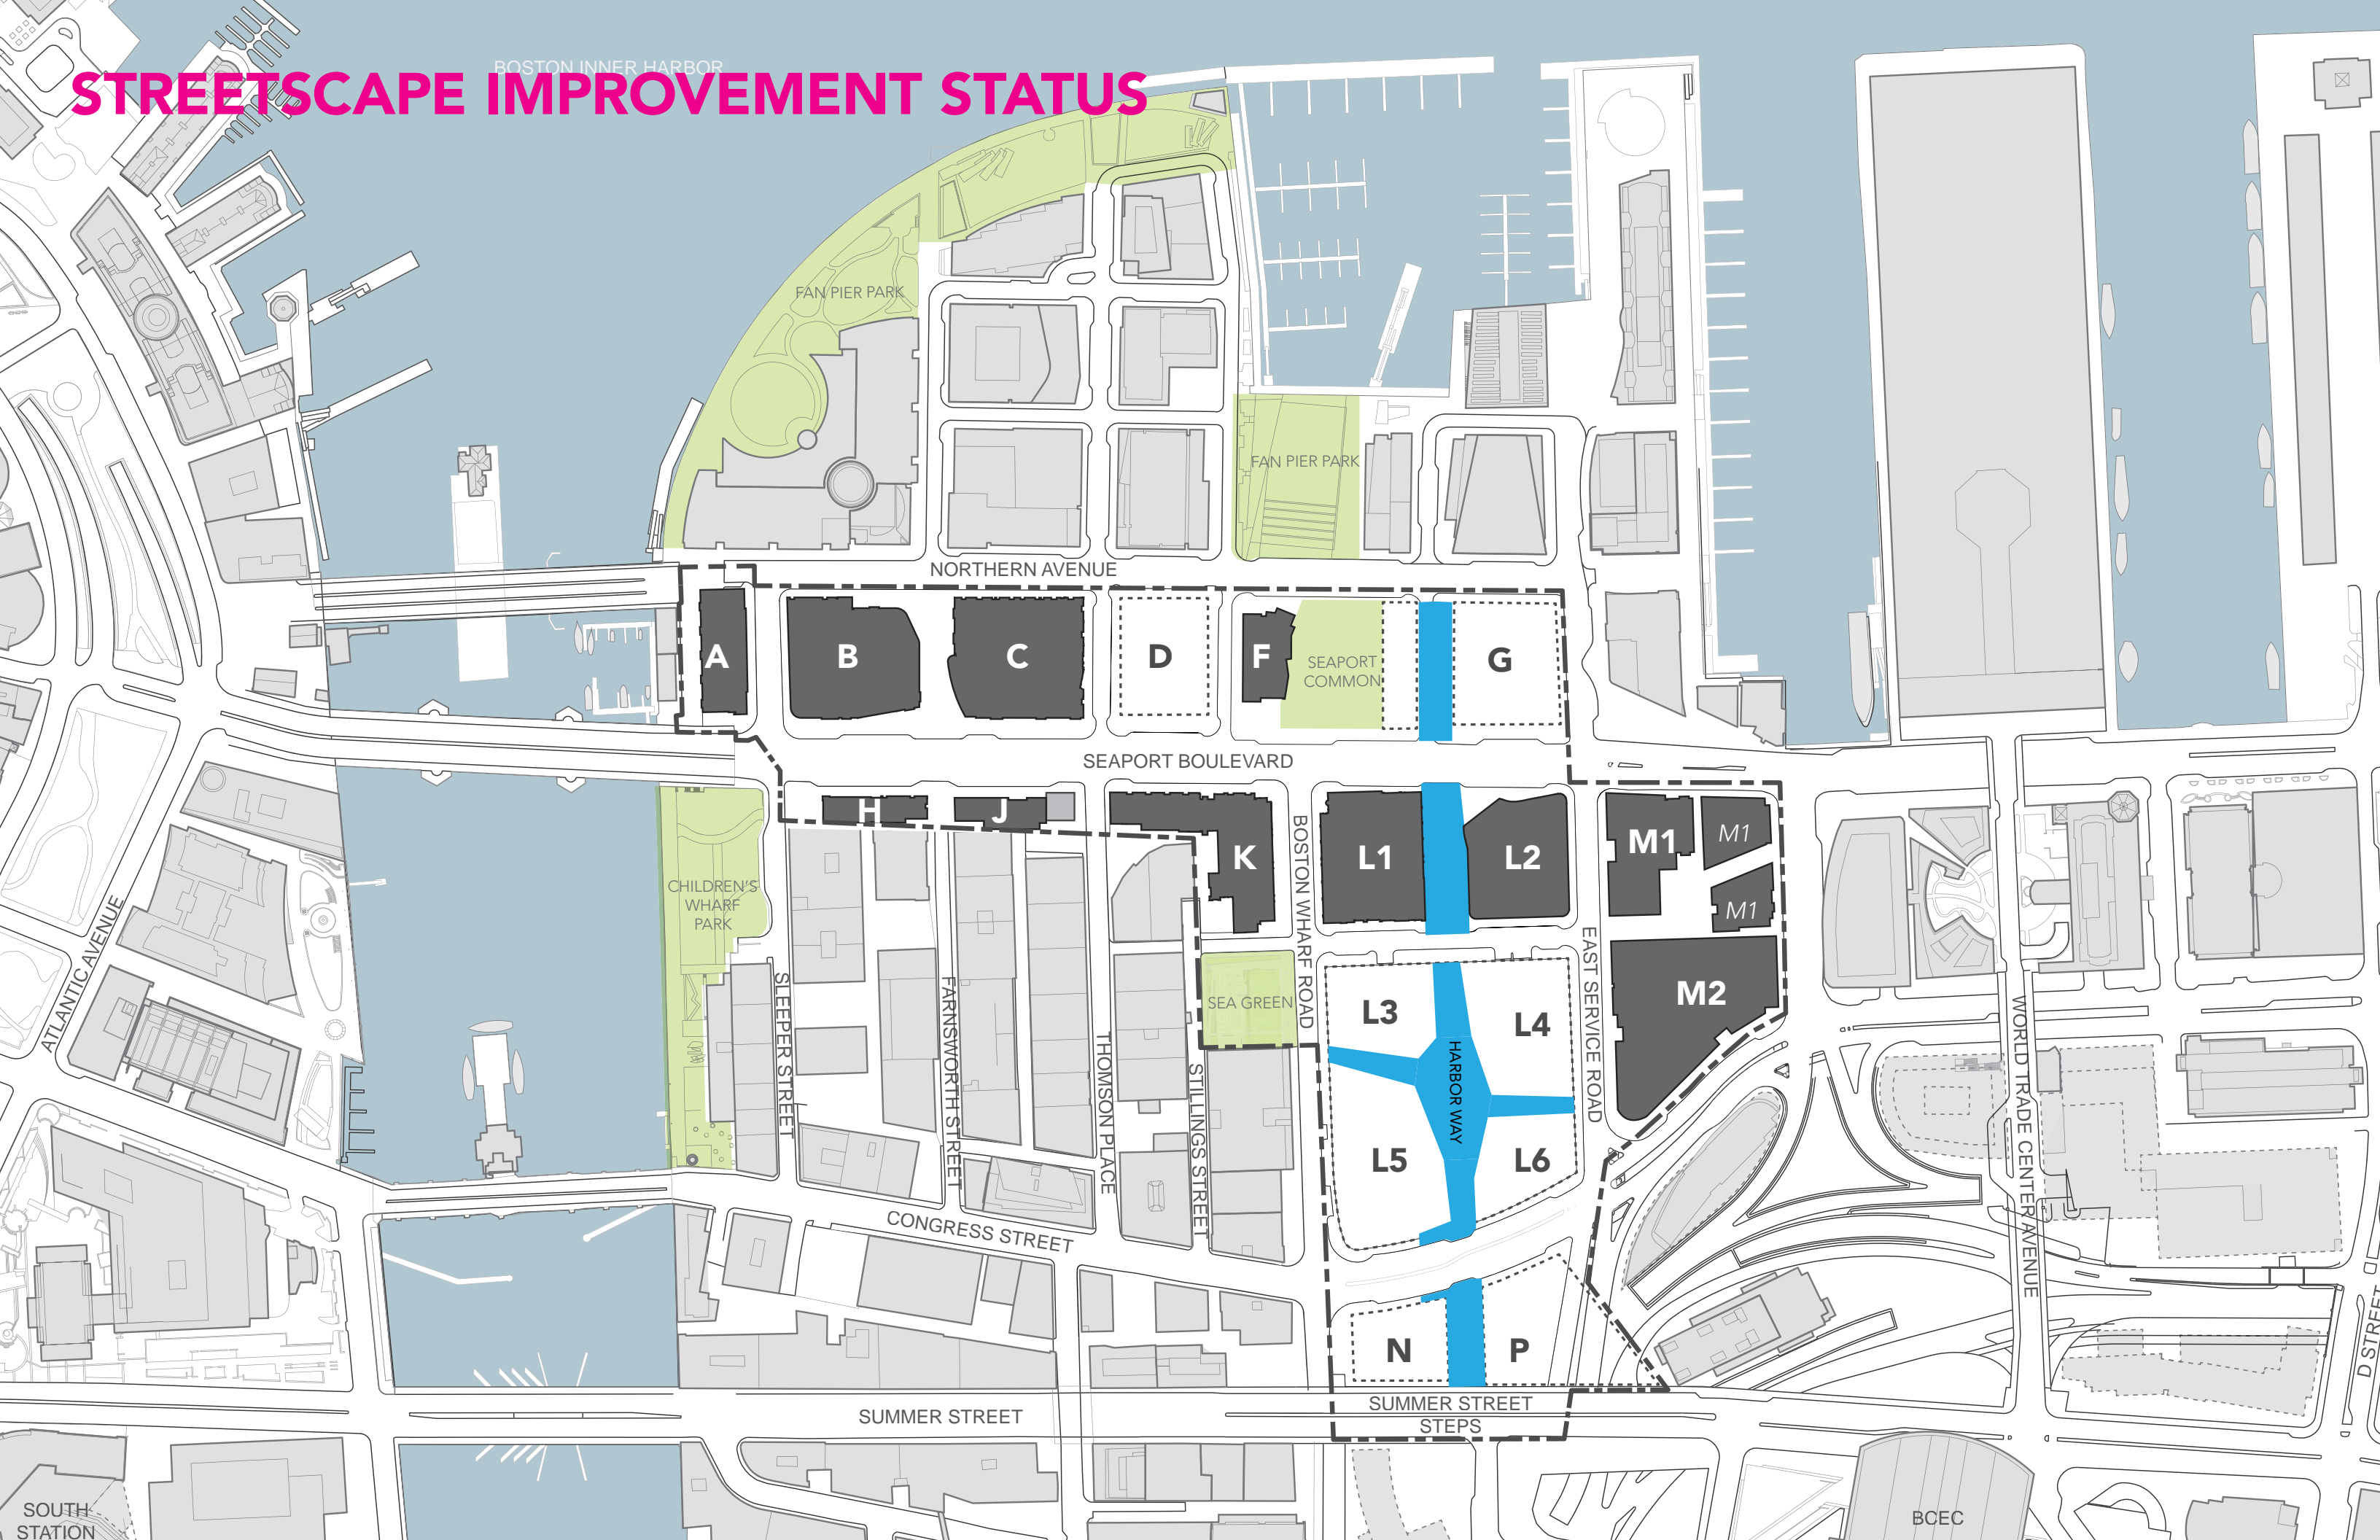 BOSTON INNER HARBOR
STREETSCAPE IMPROVEMENT STATUS
FAN PIER PARK
FAN PIER PARK
NORTHERN AVENUE
A
B
C
D
F
SEAPORT
COMMON
G
SEAPORT BOULEVARD
H
J
K
L1
L2
M1
M1
M1
BOSTON WHARF ROAD
CHILDREN'S
WHARF
PARK
ATLANTIC AVENUE
SLEEPER STREET
FARNSWORTH STREET
THOMSON PLACE
STILLINGS STREET
SEA GREEN
EAST SERVICE ROAD
M2
L3
L4
HARBOR WAY
L5
L6
WORLD TRADE CENTER AVENUE
CONGRESS STREET
N
P
D STREET
SUMMER STREET
SUMMER STREET
STEPS
SOUTH
STATION
BCEC